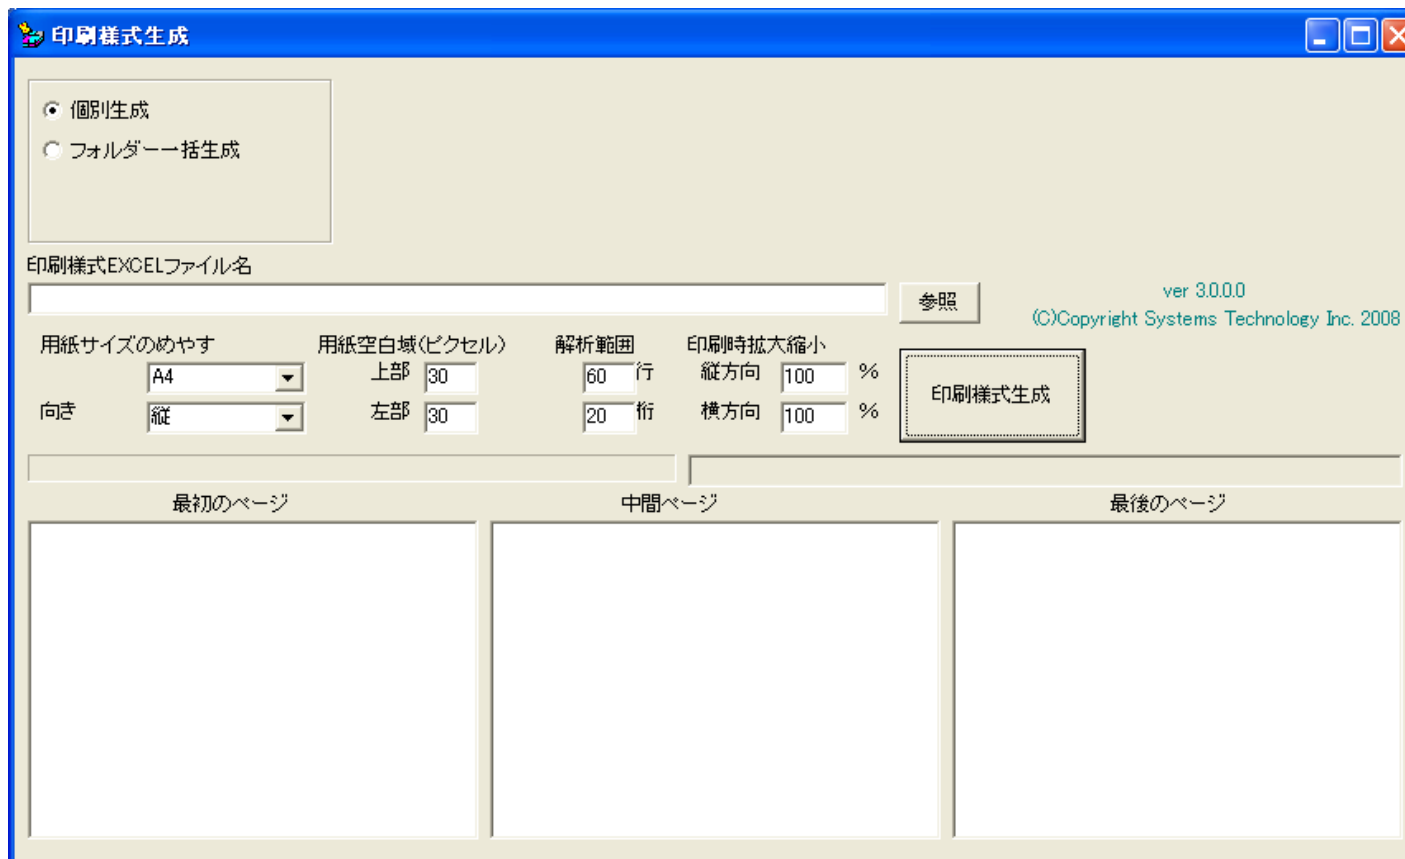 印刷様式生成
個別生成
フォルダー一括生成
印刷様式EXCELファイル名
参照
ver 3.0.0.0
(C)Copyright Systems Technology Inc. 2008
用紙サイズのめやす 用紙空白域(ピクセル) 解析範囲 印刷時拡大縮小
A4 上部 30 60 行 縦方向 100 %
向き 縦 左部 30 20 桁 横方向 100 %
印刷様式生成
最初のページ 中間ページ 最後のページ